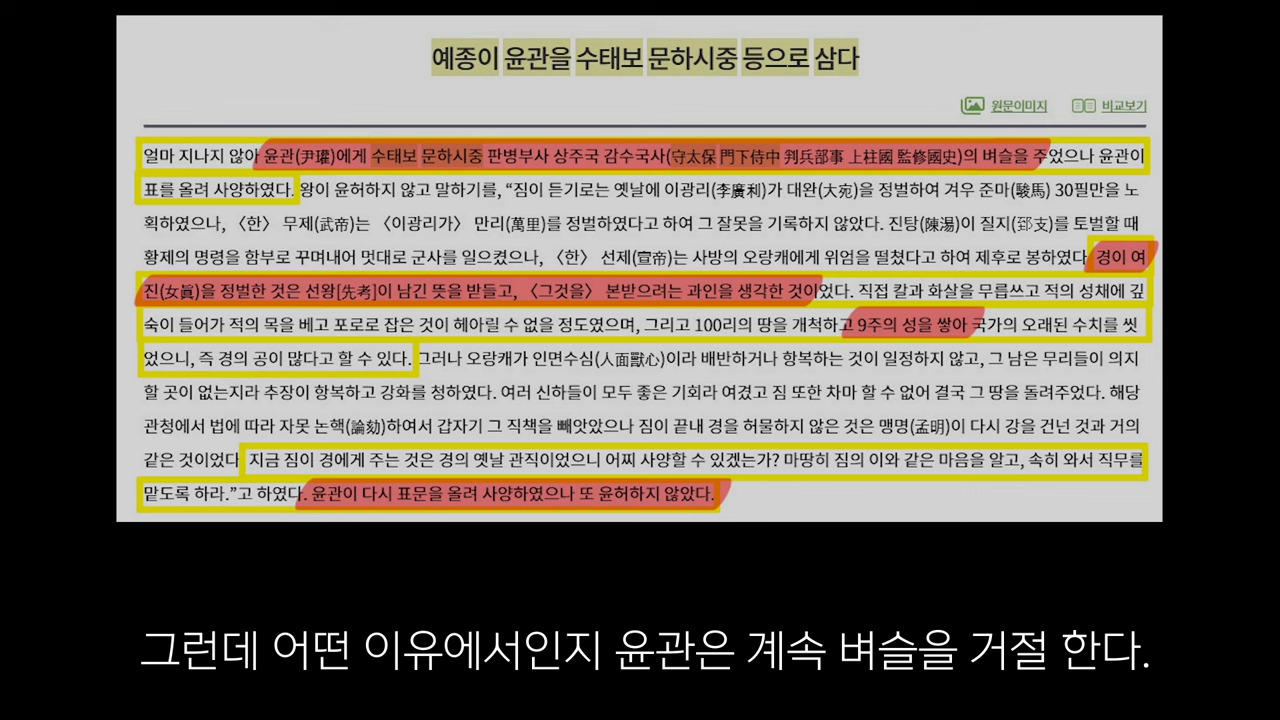 예종이 윤관을 수태보 문하시중 등으로 삼다
원문이미지 비교보기
얼마 지나지 않아 윤관(尹瓘)에게 수태보 문하시중 판병부사 상주국 감수국사(守太保 門下侍中 判兵部事 上柱國 監修國史)의 벼슬을 주었으나 윤관이
표를 올려 사양하였다. 왕이 윤허하지 않고 말하기를, “짐이 듣기로는 옛날에 이광리(李廣利)가 대완(大宛)을 정벌하여 겨우 준마(駿馬) 30필만을 노
획하였으나, 〈한〉 무제(武帝)는 〈이광리가〉 만리(萬里)를 정벌하였다고 하여 그 잘못을 기록하지 않았다. 진탕(陳湯)이 질지(郅支)를 토벌할 때
황제의 명령을 함부로 꾸며내어 멋대로 군사를 일으켰으나, 〈한〉 선제(宣帝)는 사방의 오랑캐에게 위엄을 떨쳤다고 하여 제후로 봉하였다. 경이 여
진(女眞)을 정벌한 것은 선왕[先考]이 남긴 뜻을 받들고, 〈그것을〉 본받으려는 과인을 생각한 것이었다. 직접 칼과 화살을 무릅쓰고 적의 성채에 깊
숙이 들어가 적의 목을 베고 포로로 잡은 것이 헤아릴 수 없을 정도였으며, 그리고 100리의 땅을 개척하고 9주의 성을 쌓아 국가의 오래된 수치를 씻
었으니, 즉 경의 공이 많다고 할 수 있다. 그러나 오랑캐가 인면수심(人面獸心)이라 배반하거나 항복하는 것이 일정하지 않고, 그 남은 무리들이 의지
할 곳이 없는지라 추장이 항복하고 강화를 청하였다. 여러 신하들이 모두 좋은 기회라 여겼고 짐 또한 차마 할 수 없어 결국 그 땅을 돌려주었다. 해당
관청에서 법에 따라 자못 논핵(論劾)하여서 갑자기 그 직책을 빼앗았으나 짐이 끝내 경을 허물하지 않은 것은 맹명(孟明)이 다시 강을 건넌 것과 거의
같은 것이었다. 지금 짐이 경에게 주는 것은 경의 옛날 관직이었으니 어찌 사양할 수 있겠는가? 마땅히 짐의 이와 같은 마음을 알고, 속히 와서 직무를
맡도록 하라.”고 하였다. 윤관이 다시 표문을 올려 사양하였으나 또 윤허하지 않았다.
그런데 어떤 이유에서인지 윤관은 계속 벼슬을 거절 한다.